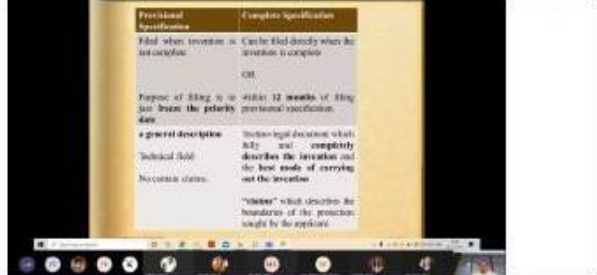 Provisional
Specification
Complete Specification
Filed when invention is
not complete
Can be filed directly when the
invention is complete
OR
Purpose of filing is to
just freeze the priority
date
within 12 months of filing
provisional specification
a general description
Technical field
No contain claims.
Techno-legal document which
fully and completely
describes the invention and
the best mode of carrying
out the invention
"claims" which describes the
boundaries of the protection
sought by the applicant